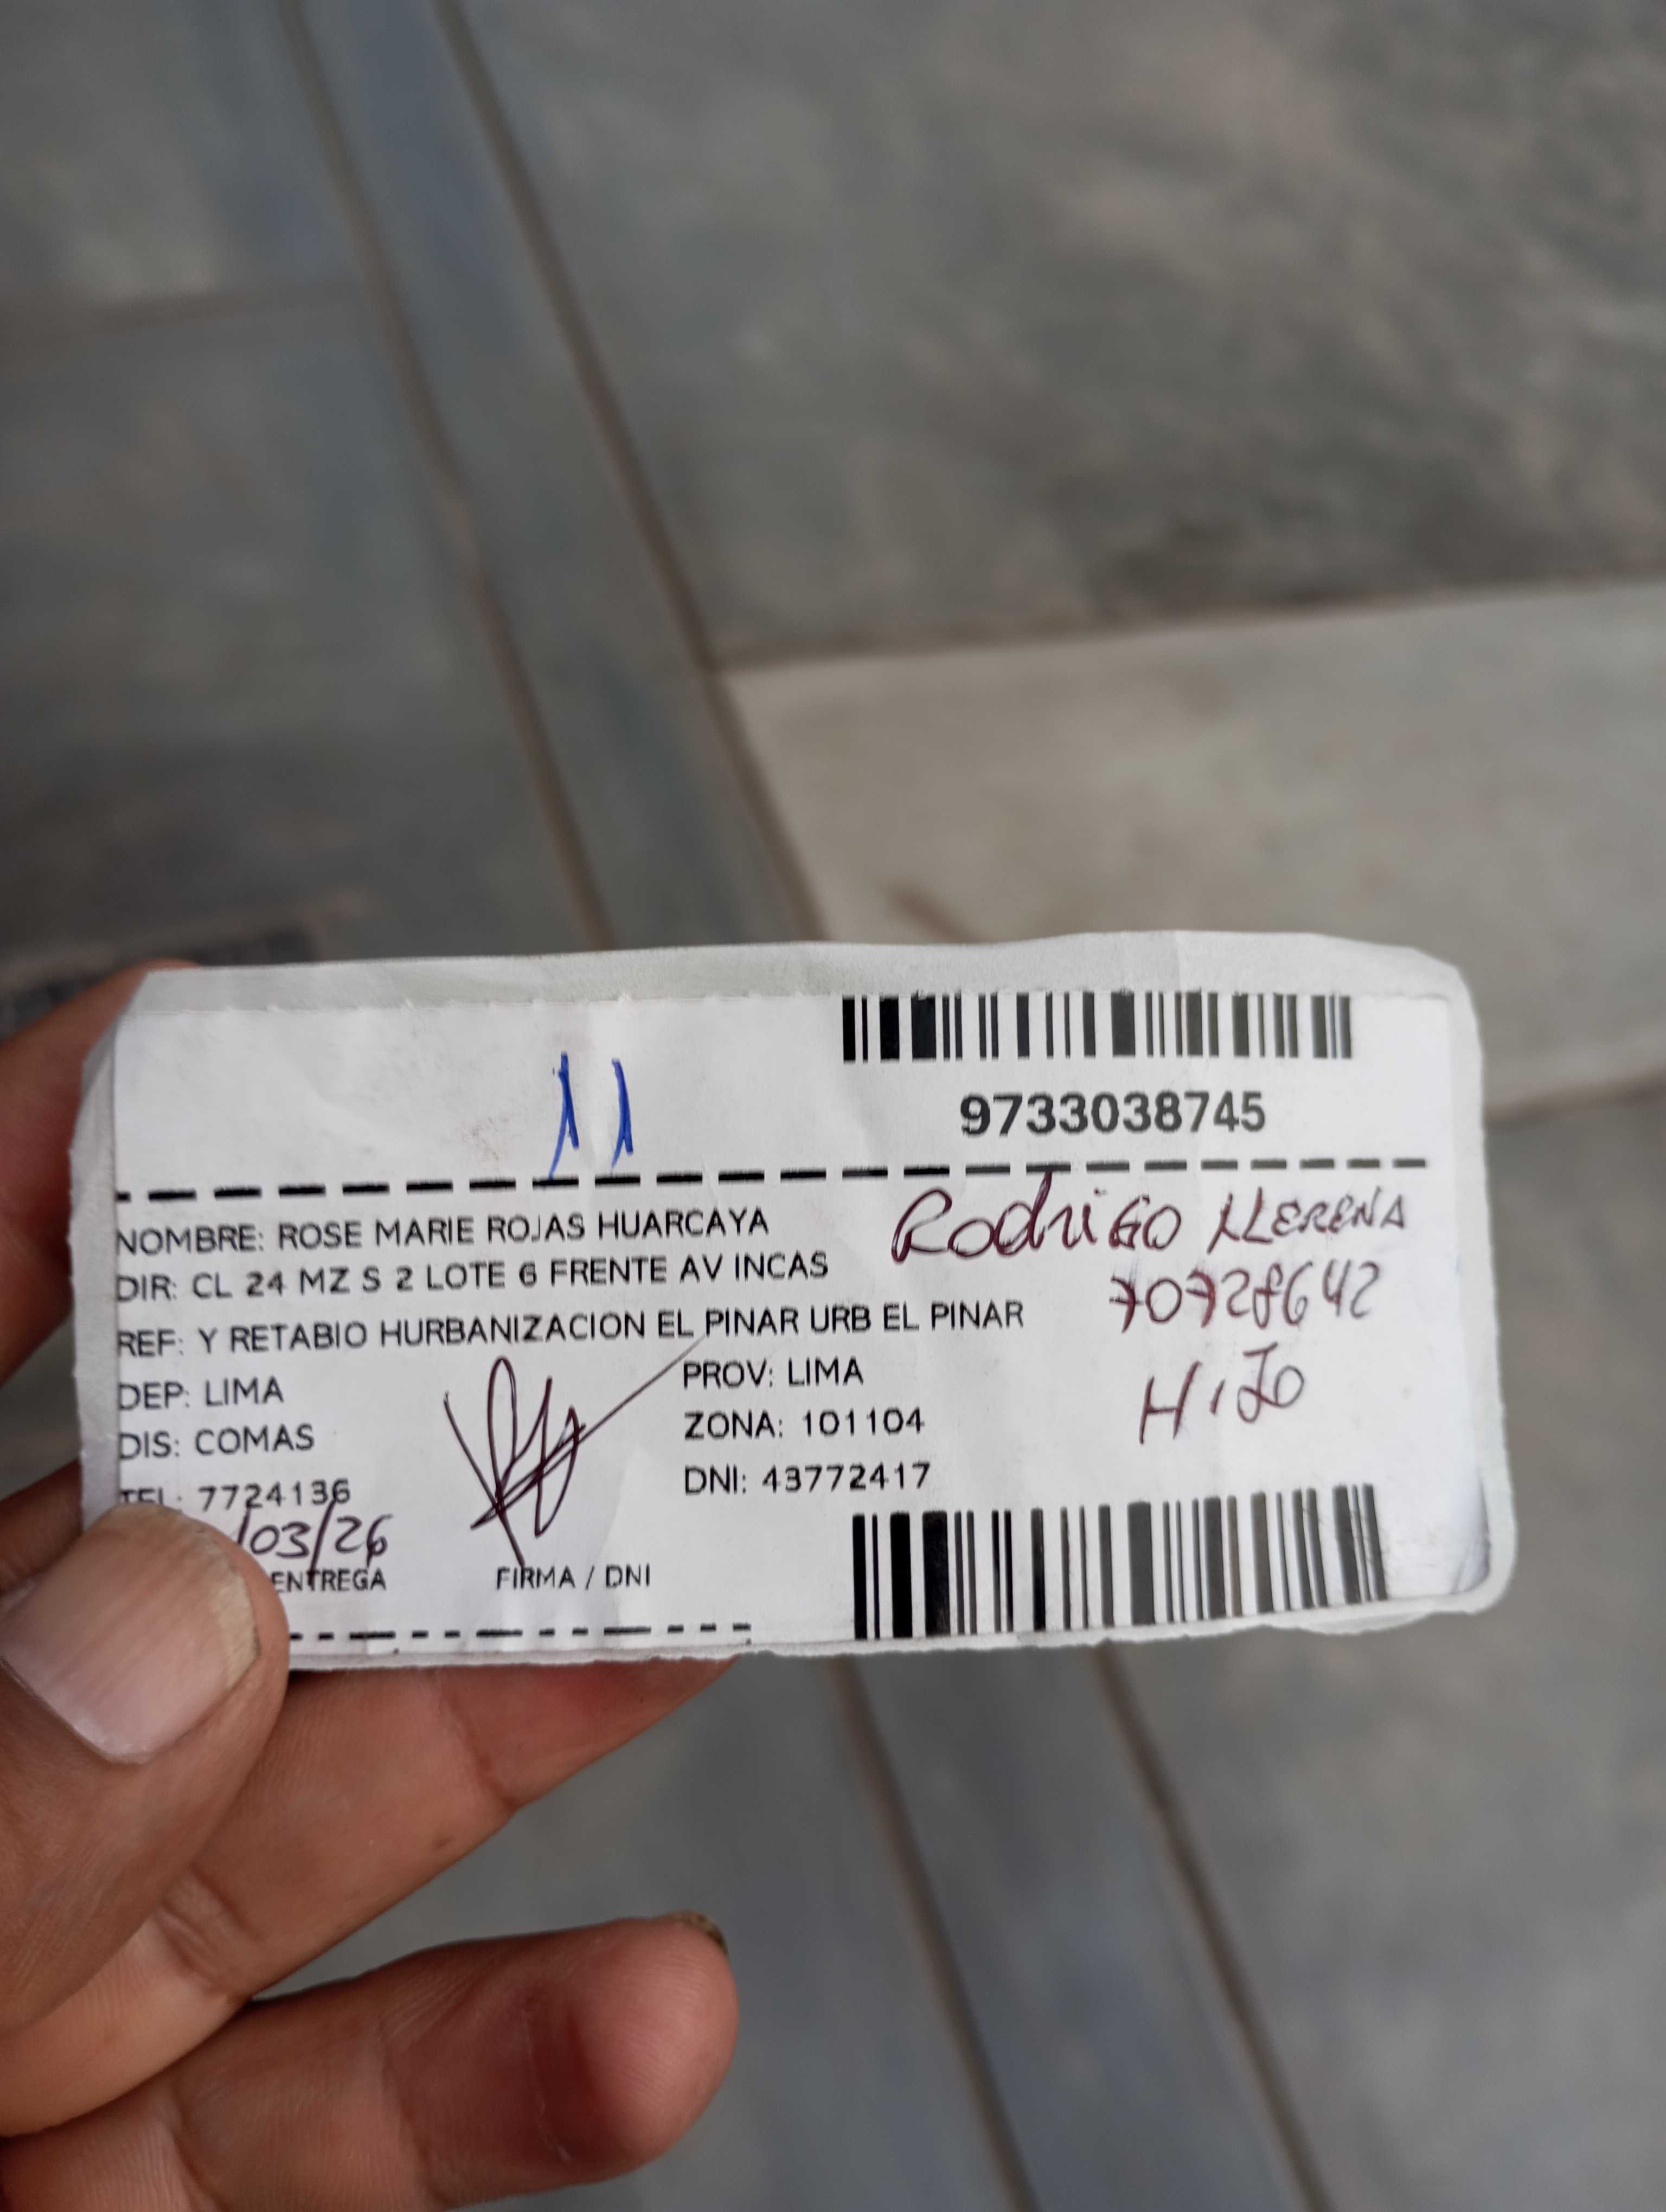 11
9733038745
NOMBRE: ROSE MARIE ROJAS HUARCAYA
Rodrigo LLERENA
DIR: CL 24 MZ S 2 LOTE 6 FRENTE AV INCAS
70728642
REF: Y RETABIO HURBANIZACION EL PINAR URB EL PINAR
HIJO
DEP: LIMA PROV: LIMA
DIS: COMAS ZONA: 101104
TEL: 7724136 DNI: 43772417
/03/26
ENTREGA FIRMA / DNI